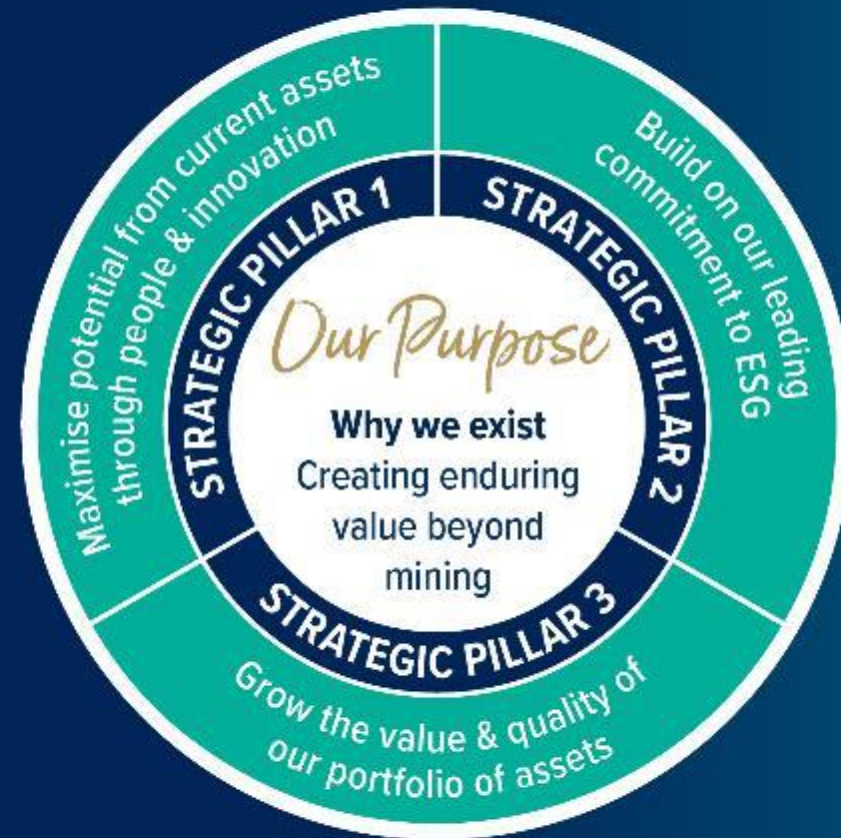 Our Purpose
Why we exist
Creating enduring
value beyond
mining
STRATEGIC PILLAR 1
Maximise potential from current assets
through people & innovation
STRATEGIC PILLAR 2
Build on our leading
commitment to ESG
STRATEGIC PILLAR 3
Grow the value & quality of
our portfolio of assets